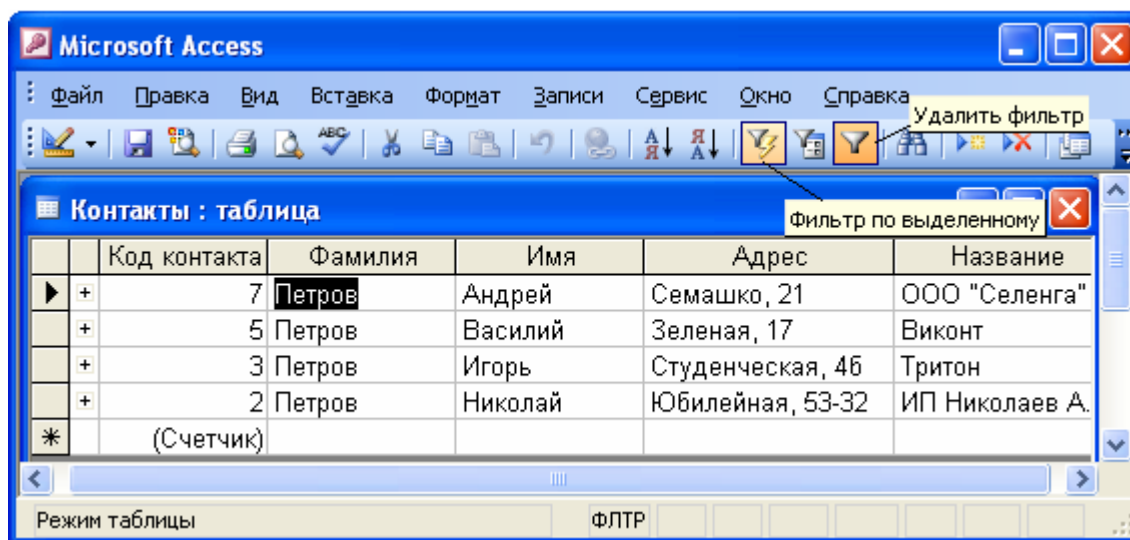 Microsoft Access
Файл Правка Вид Вставка Формат Записи Сервис Окно Справка
Удалить фильтр
Контакты : таблица
Фильтр по выделенному
Код контакта Фамилия Имя Адрес Название
7 Петров Андрей Семашко, 21 ООО "Селенга"
5 Петров Василий Зеленая, 17 Виконт
3 Петров Игорь Студенческая, 46 Тритон
2 Петров Николай Юбилейная, 53-32 ИП Николаев А.
(Счетчик)
Режим таблицы ФЛТР